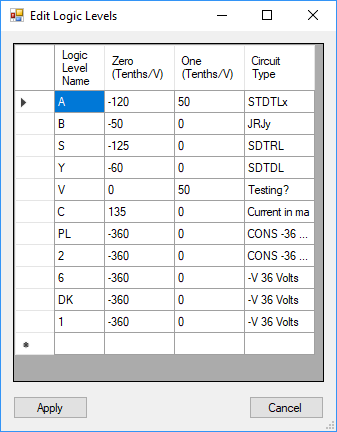 Edit Logic Levels
Logic Level Name Zero (Tenths/V) One (Tenths/V) Circuit Type
A -120 50 STDTLx
B -50 0 JRJy
S -125 0 SDTRL
Y -60 0 SDTDL
V 0 50 Testing?
C 135 0 Current in ma
PL -360 0 CONS -36 ...
2 -360 0 CONS -36 ...
6 -360 0 -V 36 Volts
DK -360 0 -V 36 Volts
1 -360 0 -V 36 Volts
Apply Cancel